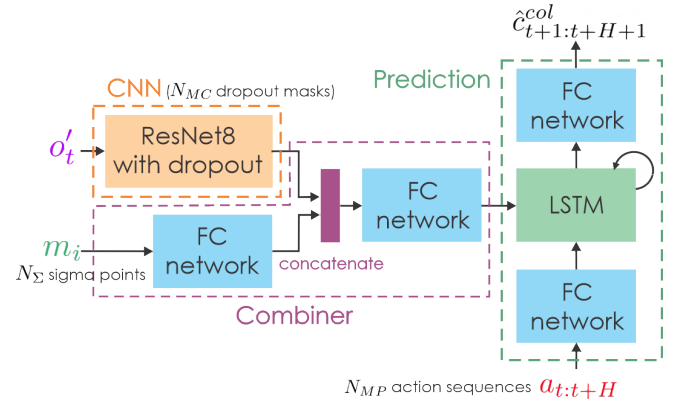 ĉ^{col}_{t+1:t+H+1}
Prediction
CNN (N_{MC} dropout masks)
FC
network
o'_t
ResNet8
with dropout
FC
network
LSTM
m_i
FC
network
N_Σ sigma points
concatenate
Combiner
FC
network
N_{MP} action sequences a_{t:t+H}